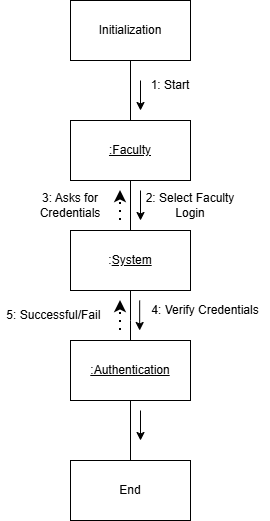 Initialization
1: Start
:Faculty
3: Asks for
Credentials
2: Select Faculty
Login
:System
5: Successful/Fail
4: Verify Credentials
:Authentication
End